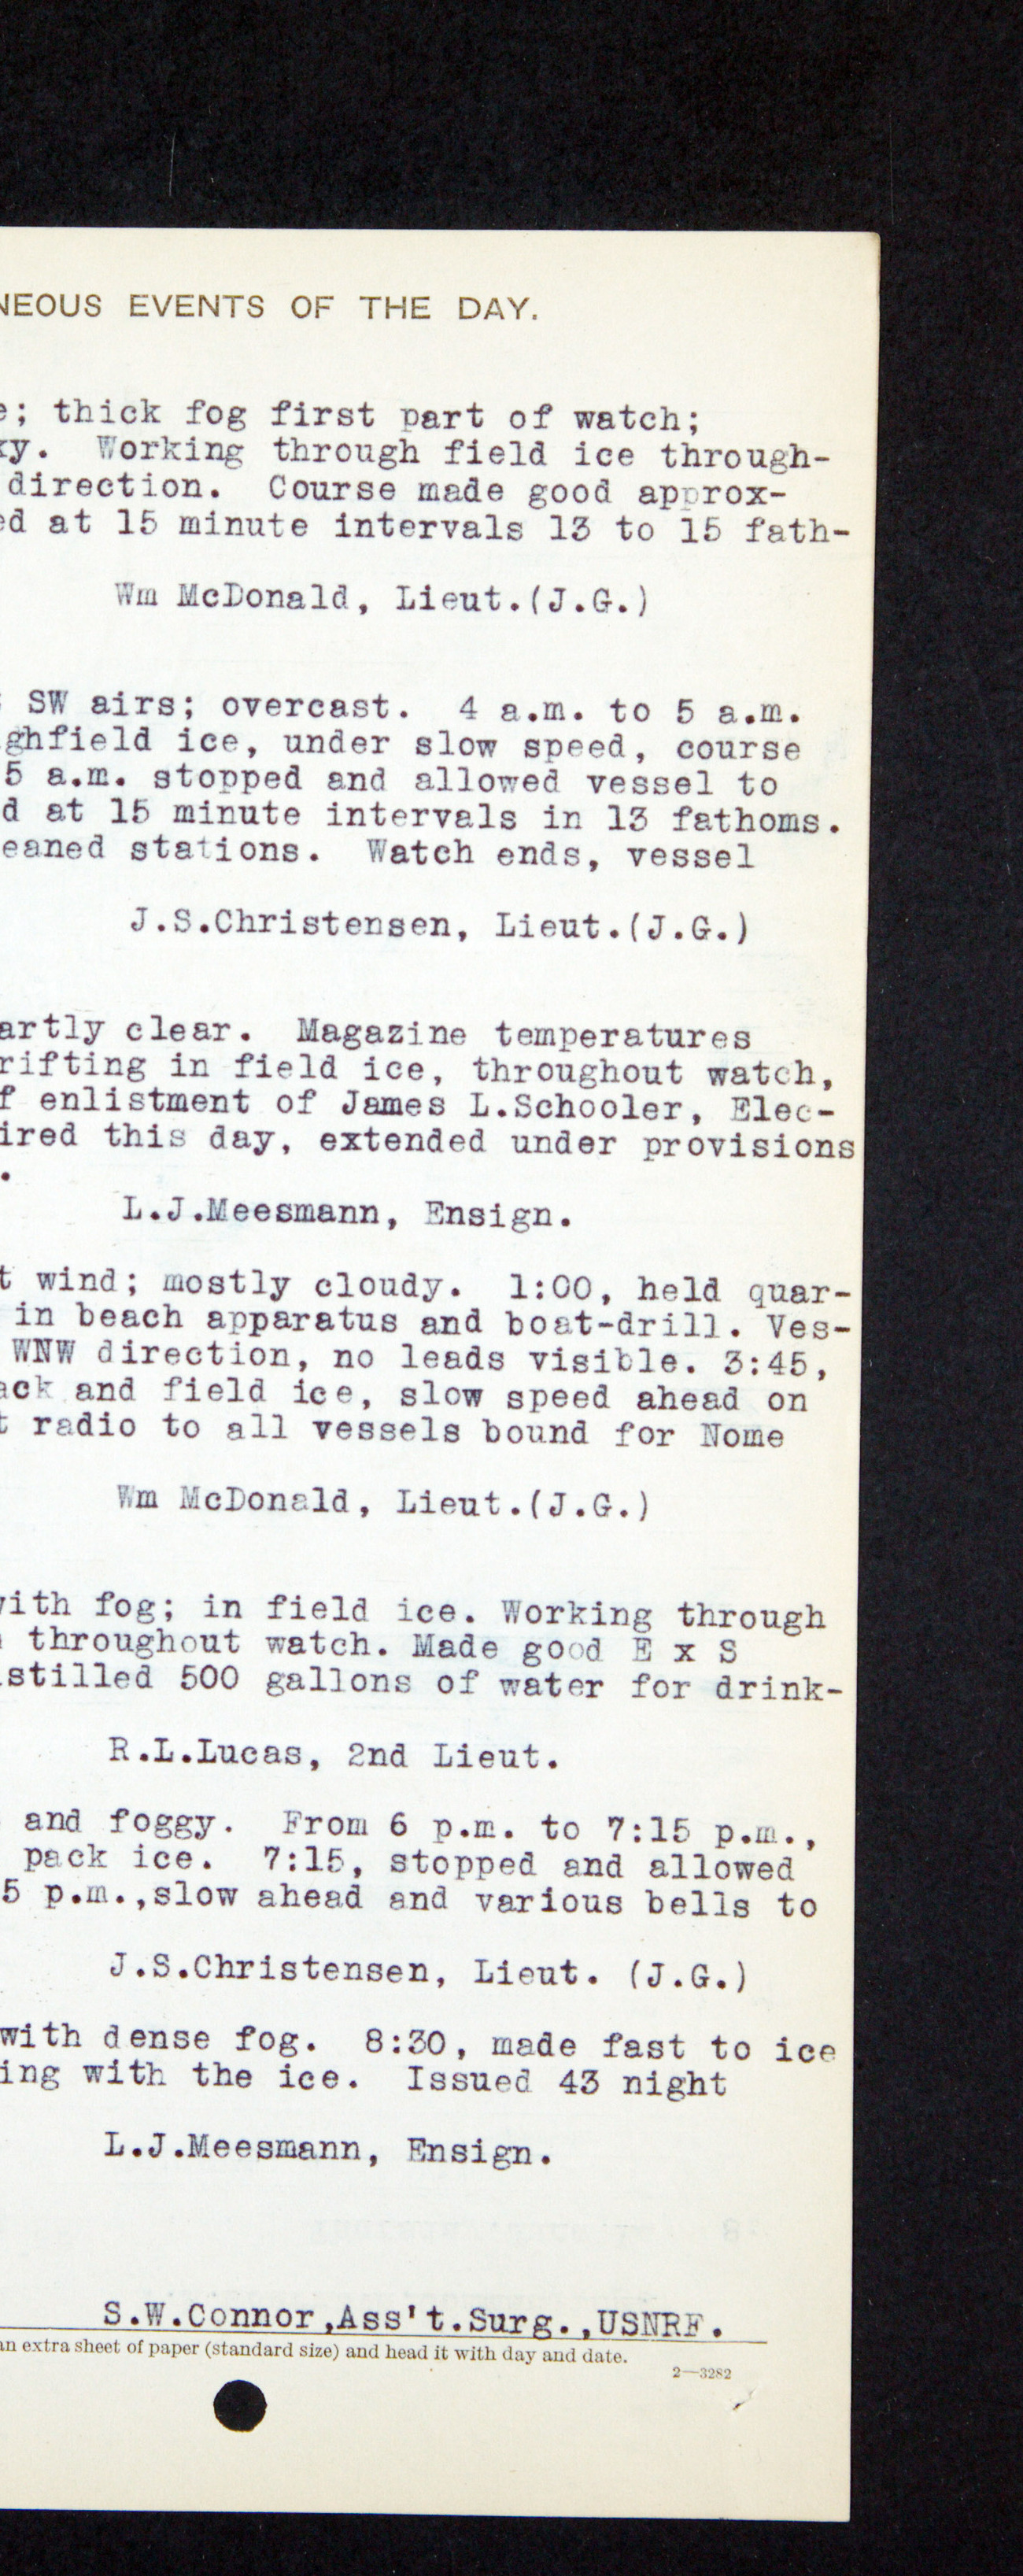 NEOUS EVENTS OF THE DAY.
e; thick fog first part of watch;
ky. Working through field ice through-
direction. Course made good approx-
ed at 15 minute intervals 13 to 15 fath-
Wm McDonald, Lieut.(J.G.)
SW airs; overcast. 4 a.m. to 5 a.m.
ghfield ice, under slow speed, course
5 a.m. stopped and allowed vessel to
d at 15 minute intervals in 13 fathoms.
eaned stations. Watch ends, vessel
J.S.Christensen, Lieut.(J.G.)
artly clear. Magazine temperatures
rifting in field ice, throughout watch,
f enlistment of James L.Schooler, Elec-
ired this day, extended under provisions
.
L.J.Meesmann, Ensign.
t wind; mostly cloudy. 1:00, held quar-
in beach apparatus and boat-drill. Ves-
WNW direction, no leads visible. 3:45,
ack and field ice, slow speed ahead on
t radio to all vessels bound for Nome
Wm McDonald, Lieut.(J.G.)
with fog; in field ice. Working through
throughout watch. Made good E x S
stilled 500 gallons of water for drink-
R.L.Lucas, 2nd Lieut.
and foggy. From 6 p.m. to 7:15 p.m.,
pack ice. 7:15, stopped and allowed
5 p.m.,slow ahead and various bells to
J.S.Christensen, Lieut. (J.G.)
with dense fog. 8:30, made fast to ice
ing with the ice. Issued 43 night
L.J.Meesmann, Ensign.
S.W.Connor,Ass't.Surg.,USNRF.
an extra sheet of paper (standard size) and head it with day and date.
2—3282